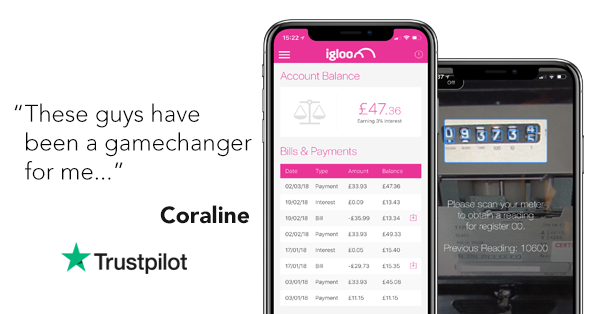 “These guys have
been a gamechanger
for me...”
Coraline
Trustpilot
15:22
igloo
Account Balance
£47.36
Earning 3% interest
Bills & Payments
Date Type Amount Balance
02/03/18 Payment £33.93 £47.36
19/02/18 Interest £0.09 £13.43
19/02/18 Bill -£35.99 £13.34
02/02/18 Payment £33.93 £49.33
17/01/18 Interest £0.05 £15.40
17/01/18 Bill -£29.73 £15.35
03/01/18 Payment £33.93 £45.08
03/01/18 Payment £11.15 £11.15
Off
Please scan your meter
to obtain a reading
for register 00.
Previous Reading: 10600